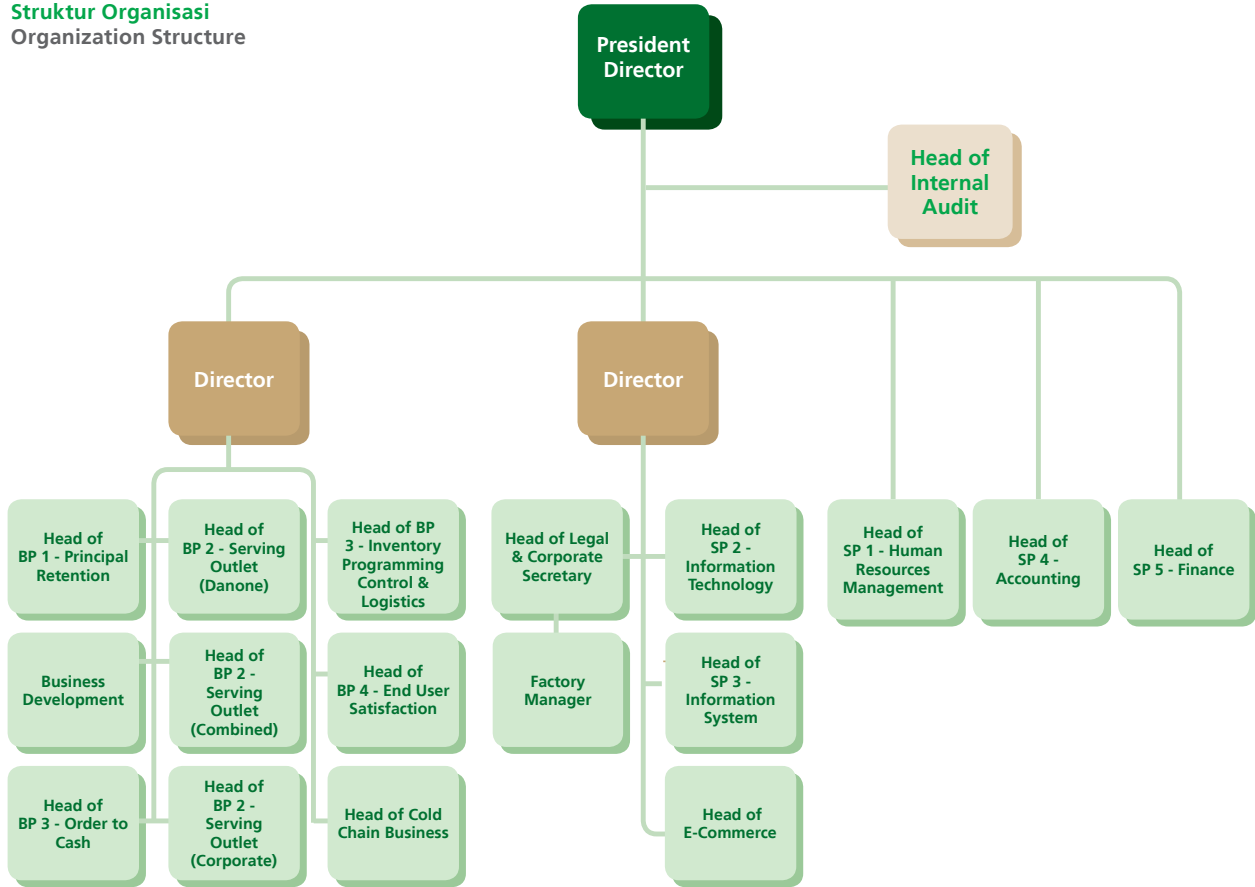 Struktur Organisasi
Organization Structure
President
Director
Head of
Internal
Audit
Director
Director
Head of
BP 1 - Principal
Retention
Head of
BP 2 - Serving
Outlet
(Danone)
Head of BP
3 - Inventory
Programming
Control &
Logistics
Head of Legal
& Corporate
Secretary
Head of
SP 2 -
Information
Technology
Head of
SP 1 - Human
Resources
Management
Head of
SP 4 -
Accounting
Head of
SP 5 - Finance
Business
Development
Head of
BP 2 -
Serving
Outlet
(Combined)
Head of
BP 4 - End User
Satisfaction
Factory
Manager
Head of
SP 3 -
Information
System
Head of
BP 3 - Order to
Cash
Head of
BP 2 -
Serving
Outlet
(Corporate)
Head of Cold
Chain Business
Head of
E-Commerce